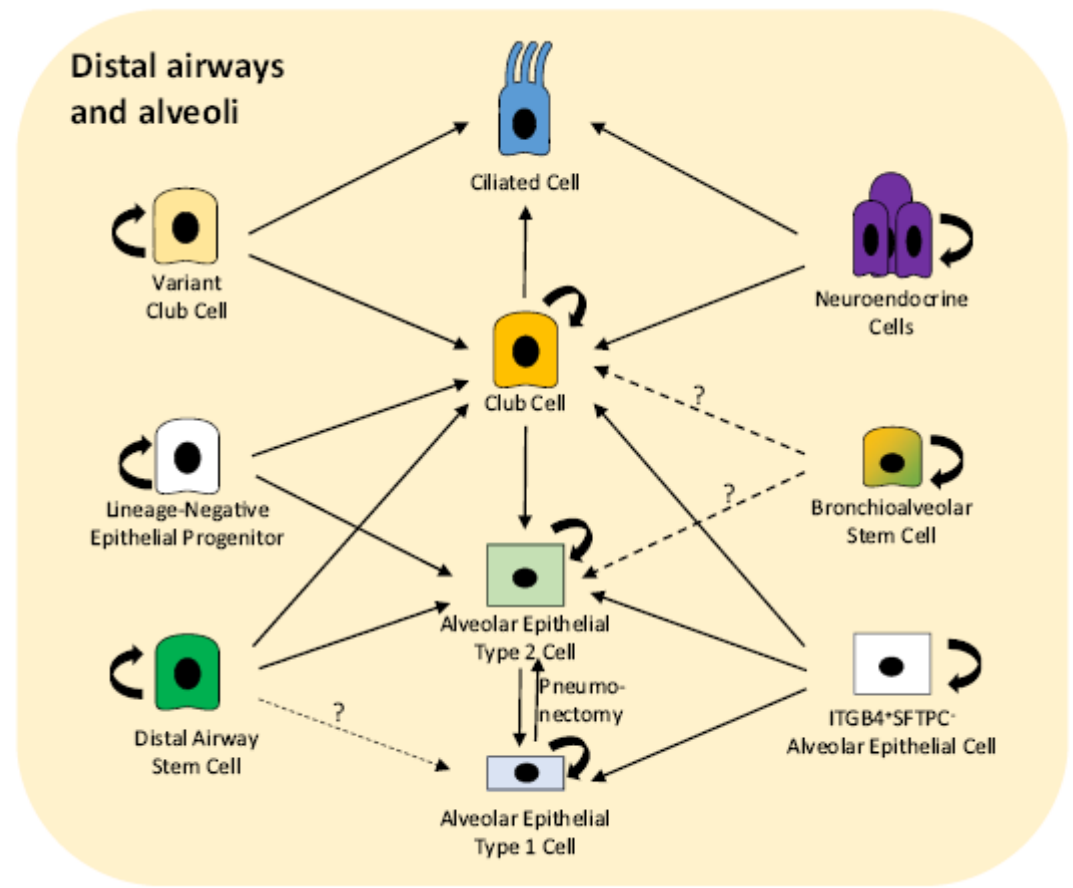 Distal airways
and alveoli
Ciliated Cell
Variant
Club Cell
Neuroendocrine
Cells
Club Cell
?
Lineage-Negative
Epithelial Progenitor
?
Bronchioalveolar
Stem Cell
Alveolar Epithelial
Type 2 Cell
Pneumo-
nectomy
?
Distal Airway
Stem Cell
ITGB4⁺SFTPC⁻
Alveolar Epithelial Cell
Alveolar Epithelial
Type 1 Cell